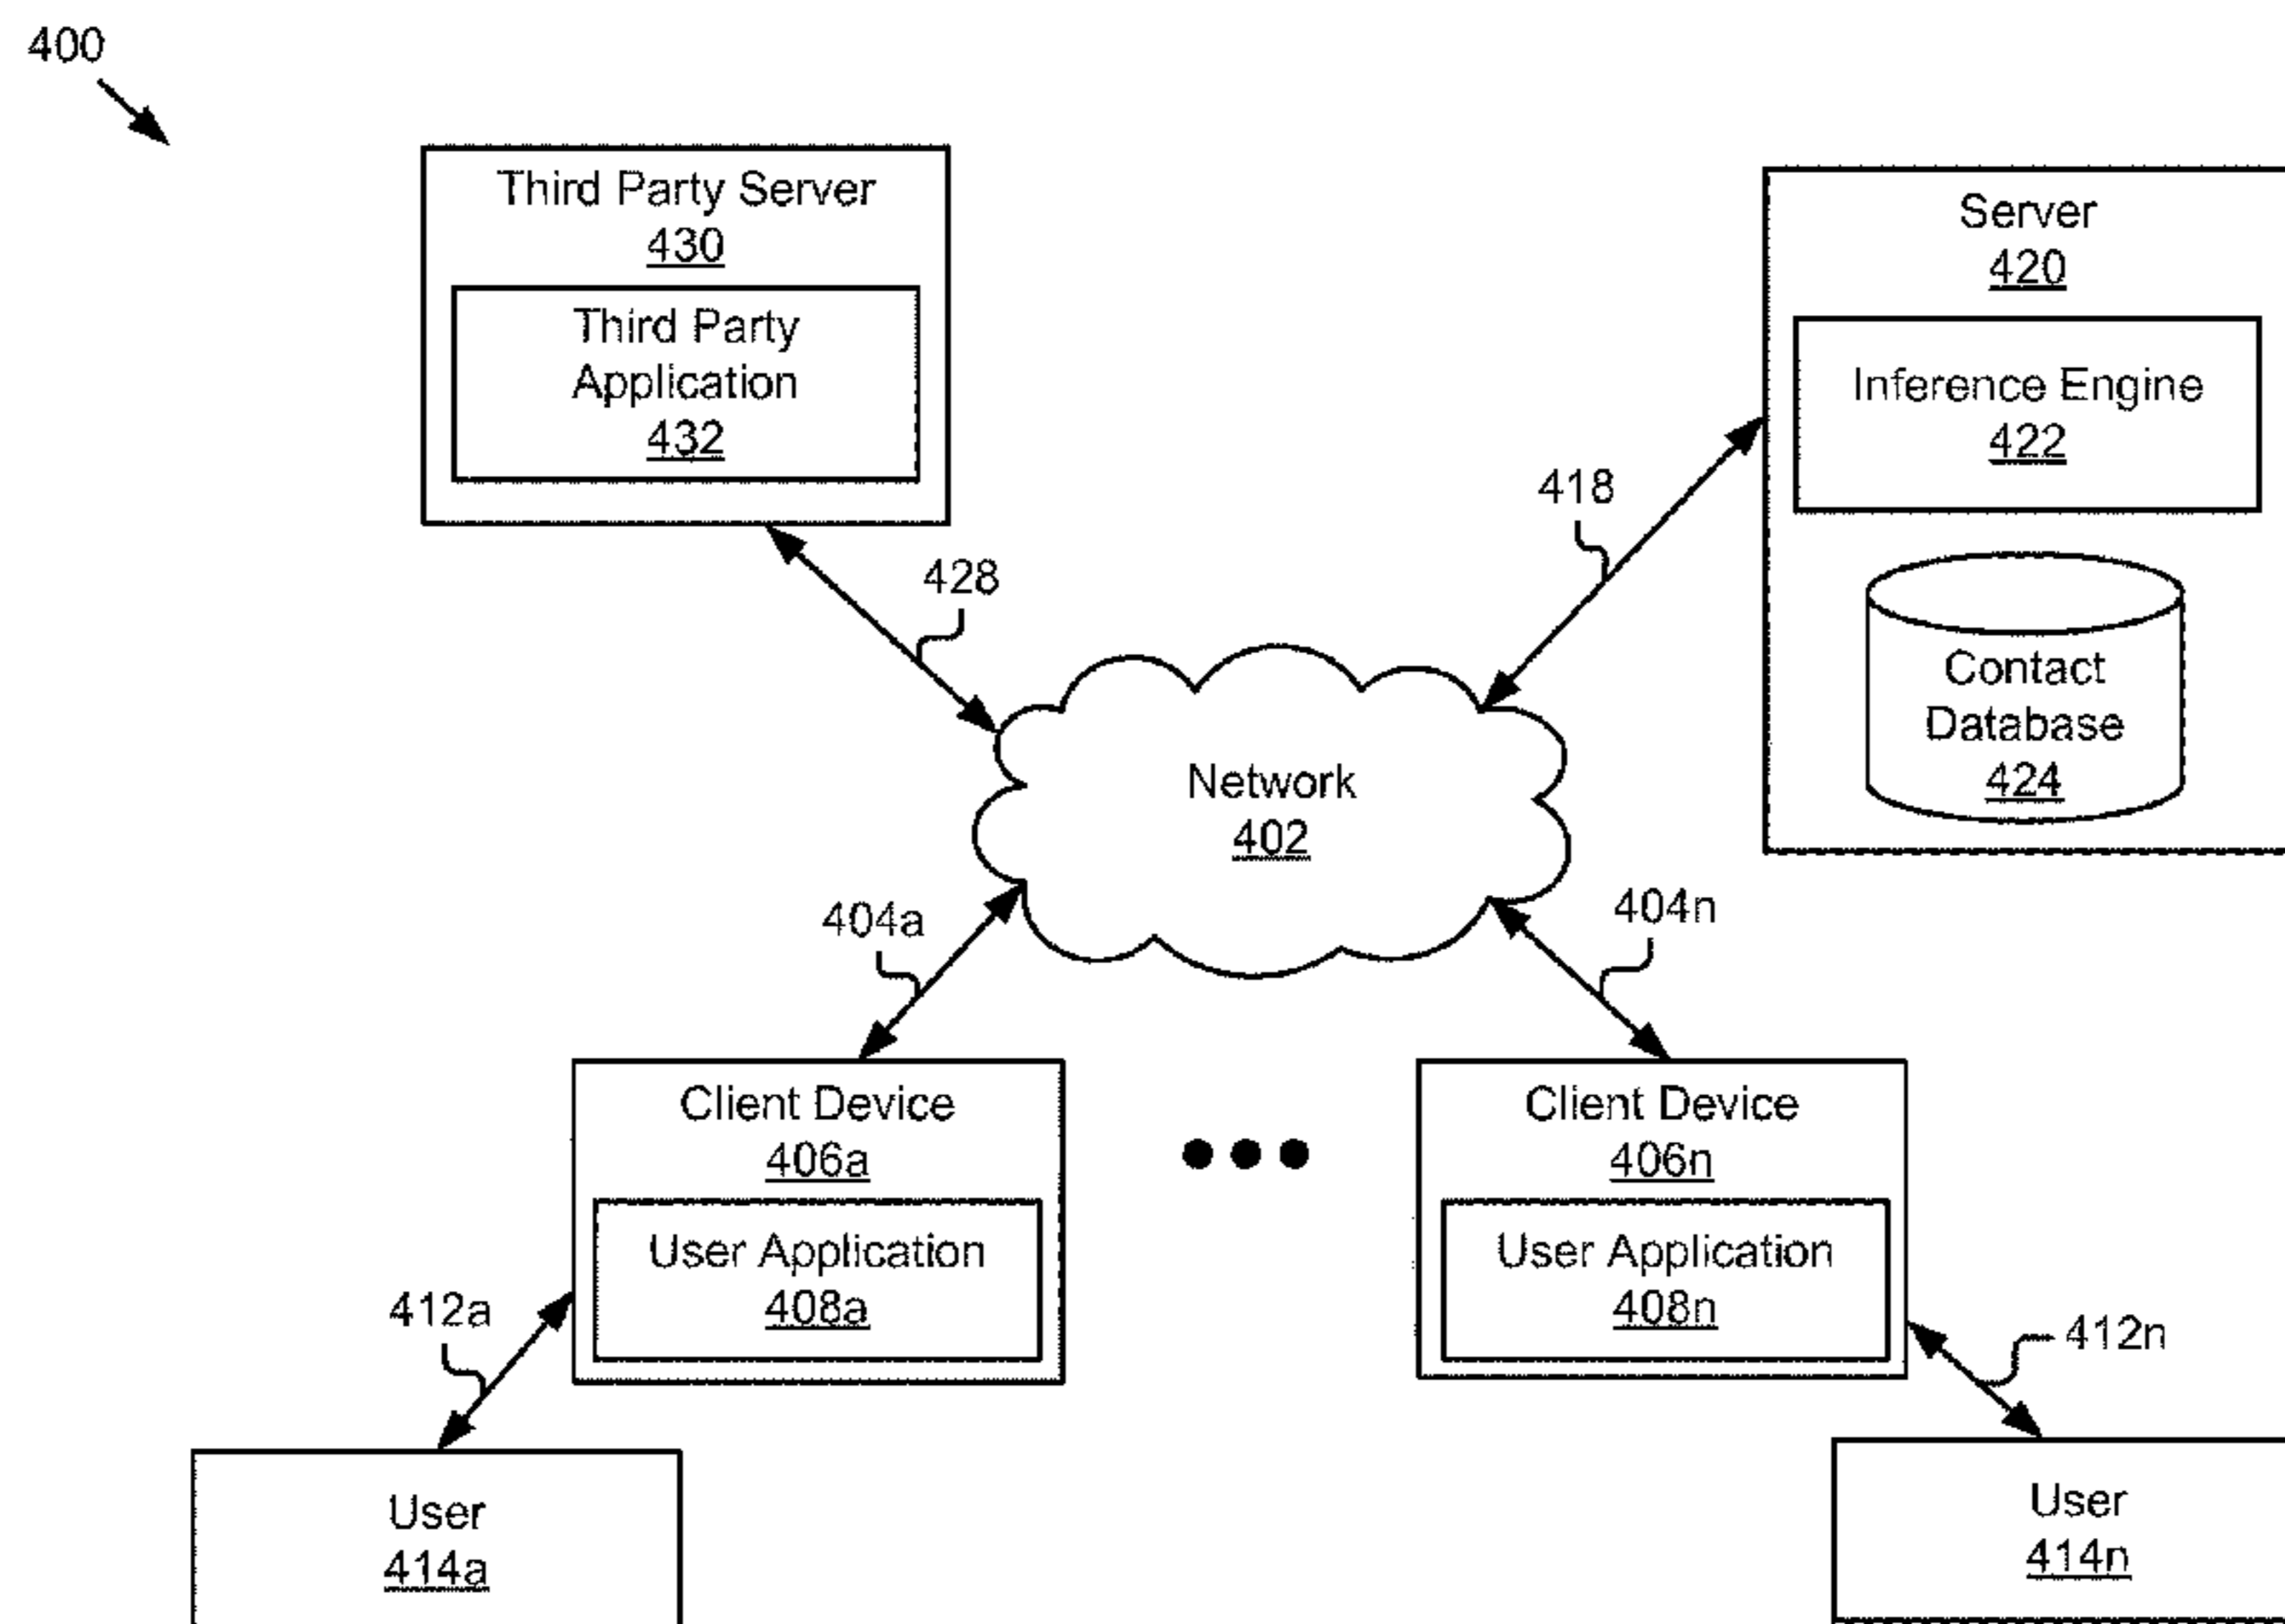 400
Third Party Server
430
Third Party
Application
432
Server
420
Inference Engine
422
Contact
Database
424
418
428
Network
402
404a
404n
Client Device
406a
User Application
408a
Client Device
406n
User Application
408n
412a
412n
User
414a
User
414n